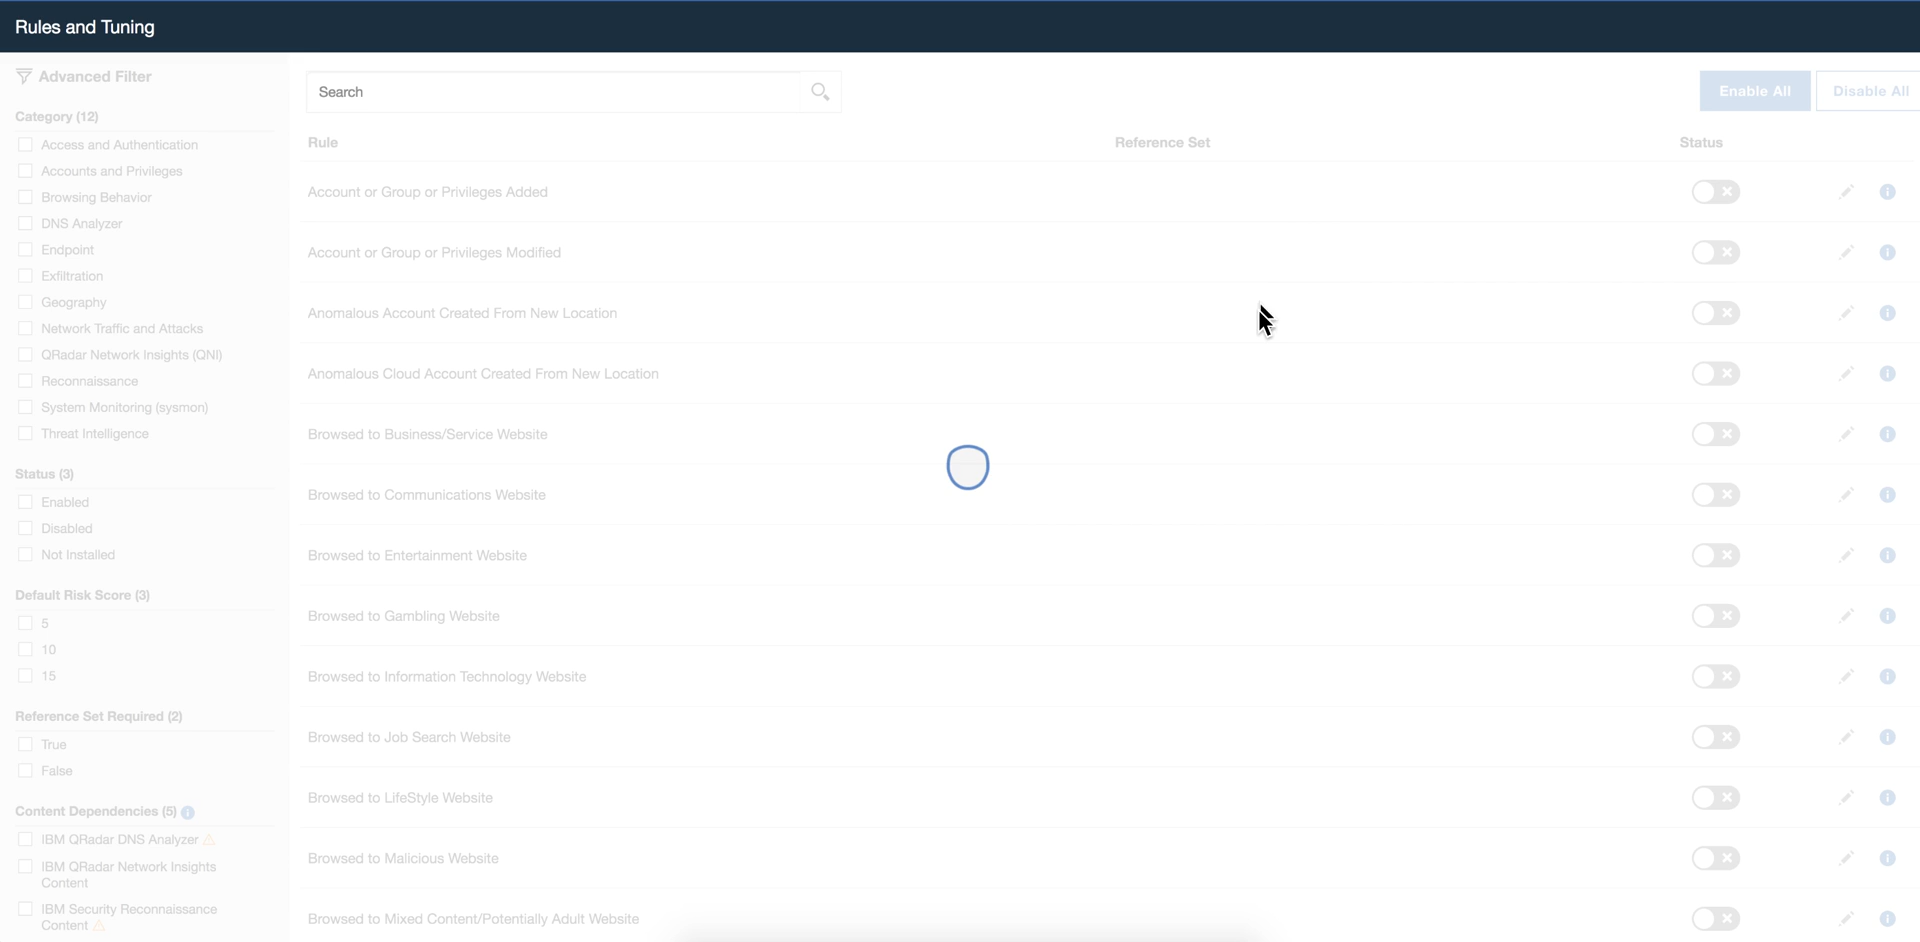 Rules and Tuning
Advanced Filter
Category (12)
Access and Authentication
Accounts and Privileges
Browsing Behavior
DNS Analyzer
Endpoint
Exfiltration
Geography
Network Traffic and Attacks
QRadar Network Insights (QNI)
Reconnaissance
System Monitoring (sysmon)
Threat Intelligence
Status (3)
Enabled
Disabled
Not Installed
Default Risk Score (3)
5
10
15
Reference Set Required (2)
True
False
Content Dependencies (5)
IBM QRadar DNS Analyzer
IBM QRadar Network Insights
Content
IBM Security Reconnaissance
Content
Search
Enable All
Disable All
Rule
Reference Set
Status
Account or Group or Privileges Added
Account or Group or Privileges Modified
Anomalous Account Created From New Location
Anomalous Cloud Account Created From New Location
Browsed to Business/Service Website
Browsed to Communications Website
Browsed to Entertainment Website
Browsed to Gambling Website
Browsed to Information Technology Website
Browsed to Job Search Website
Browsed to LifeStyle Website
Browsed to Malicious Website
Browsed to Mixed Content/Potentially Adult Website